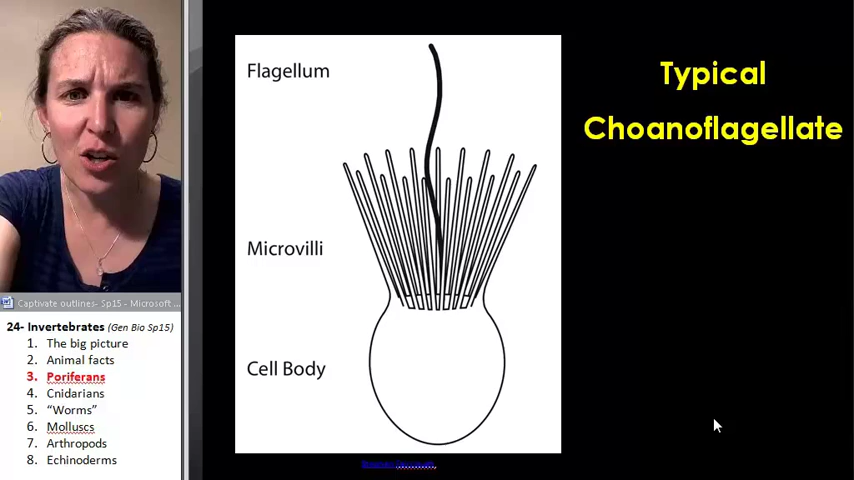 Flagellum
Microvilli
Cell Body
Typical
Choanoflagellate
Captivate outlines- Sp15 - Microsoft ...
24- Invertebrates (Gen Bio Sp15)
1. The big picture
2. Animal facts
3. Poriferans
4. Cnidarians
5. “Worms”
6. Molluscs
7. Arthropods
8. Echinoderms